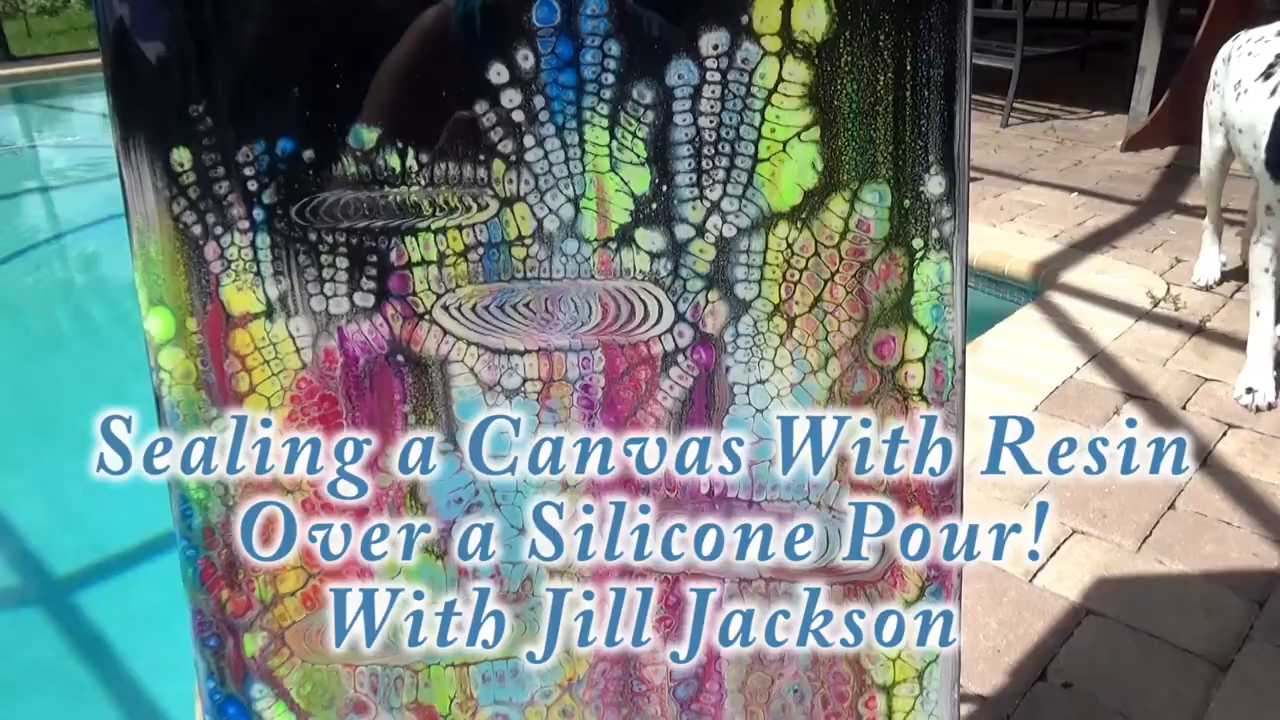 Sealing a Canvas With Resin
Over a Silicone Pour!
With Jill Jackson